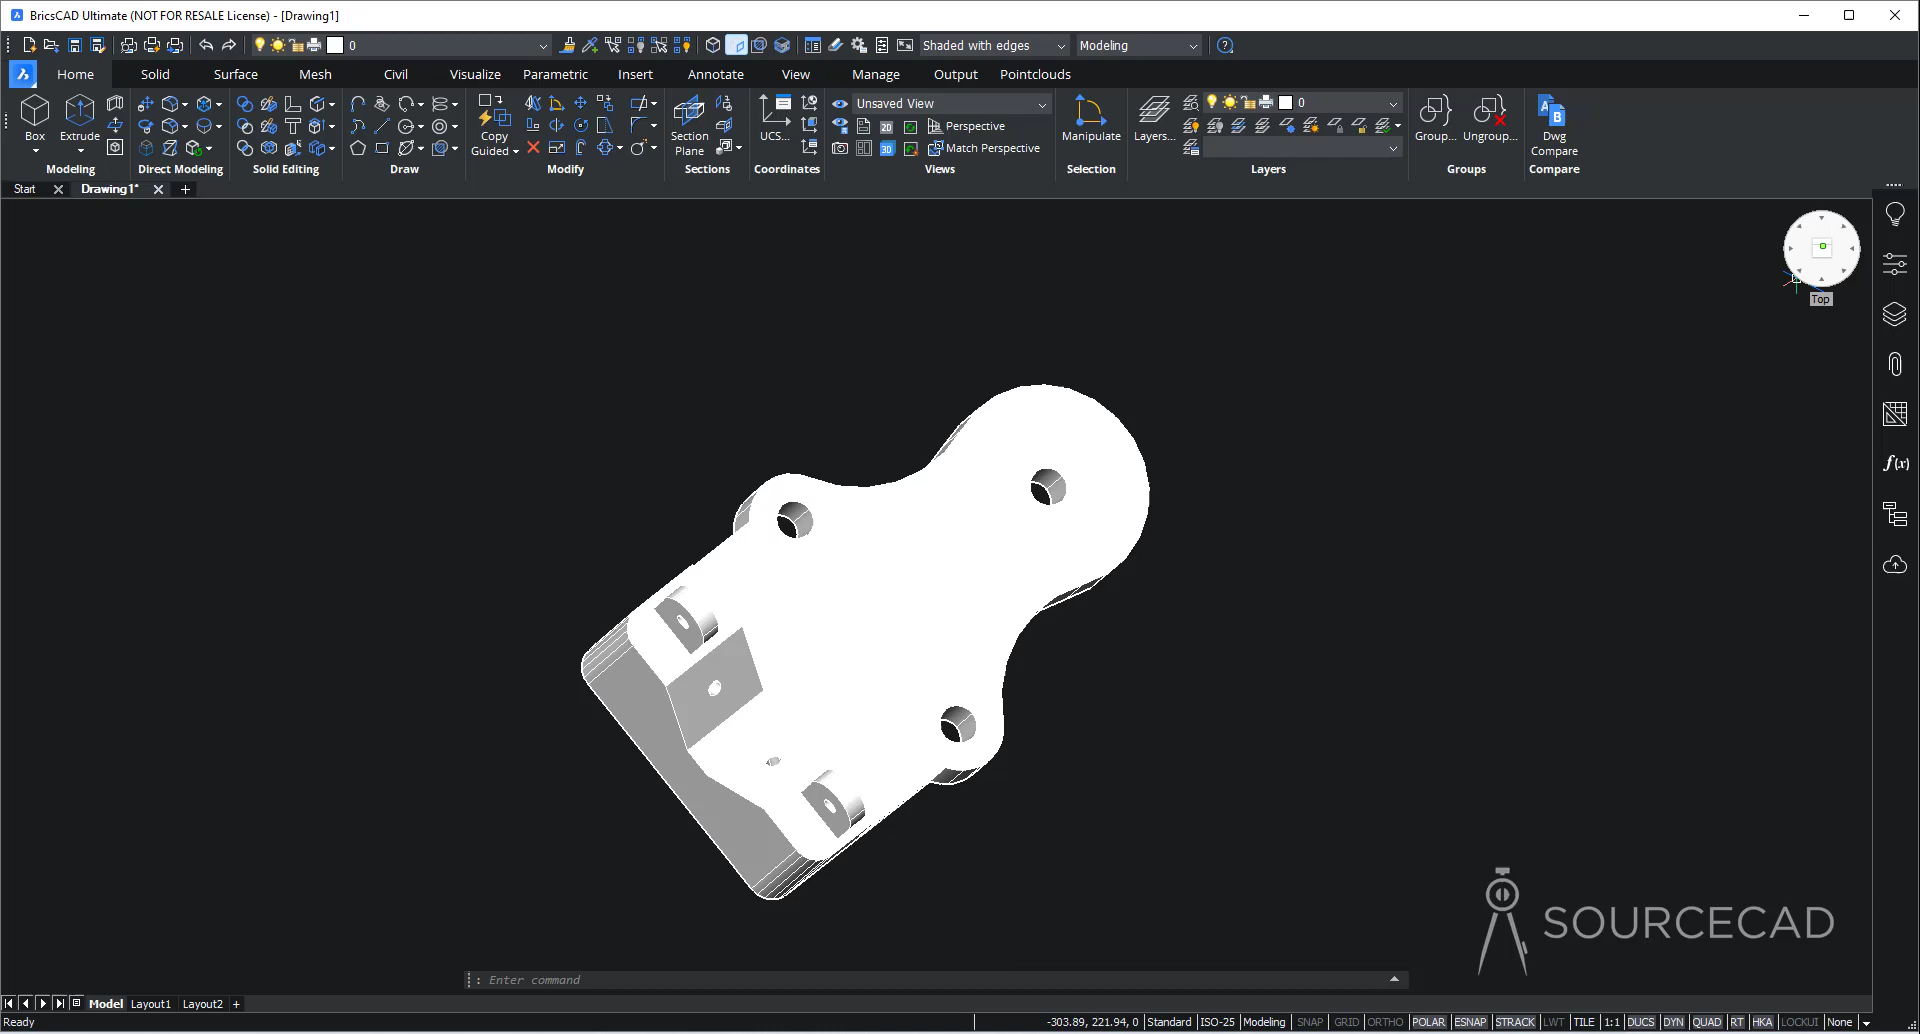 BricsCAD Ultimate (NOT FOR RESALE License) - [Drawing1]
0 Shaded with edges Modeling
Home Solid Surface Mesh Civil Visualize Parametric Insert Annotate View Manage Output Pointclouds
Unsaved View 0
2D Perspective
Box Extrude Copy Section UCS... Manipulate Layers... Group... Ungroup... Dwg
Guided Plane 3D Match Perspective Compare
Modeling Direct Modeling Solid Editing Draw Modify Sections Coordinates Views Selection Layers Groups Compare
Start Drawing1* +
f(x)
Top
SOURCECAD
: Enter command
Model Layout1 Layout2 +
Ready -303.89, 221.94, 0 Standard ISO-25 Modeling SNAP GRID ORTHO POLAR ESNAP STRACK LWT TILE 1:1 DUCS DYN QUAD RT HKA LOCKUI None